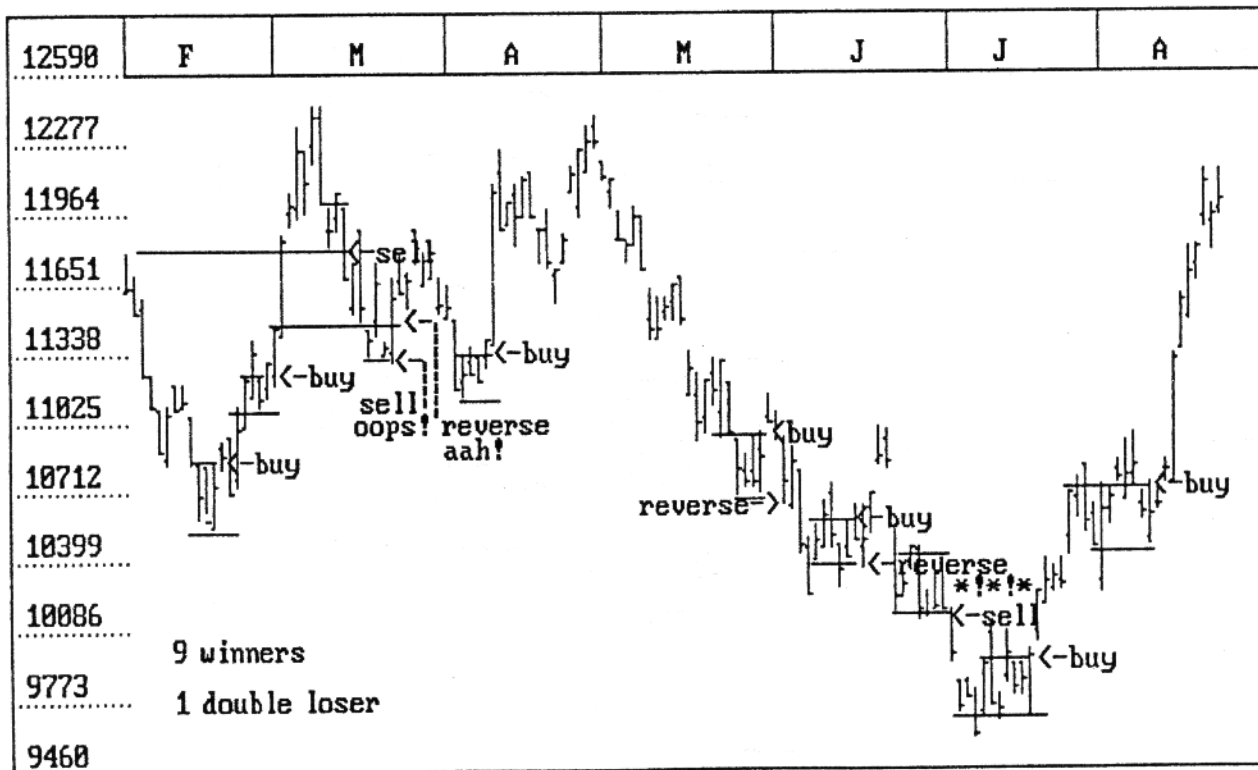 12590 F M A M J J A
12277
11964
<-sell
11651
11338
<-buy
<-buy
<-
<-
sell reverse
oops! aah!
11025
<-buy
<-buy
10712
<-buy
reverse=>
<-buy
10399
<-reverse
*!*!*
10086
<-sell
9 winners
<-buy
9773
1 double loser
9460